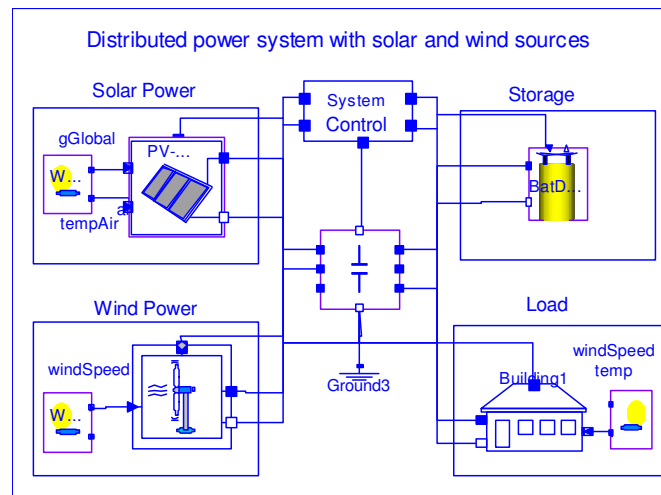 Distributed power system with solar and wind sources
Solar Power
System
Control
Storage
gGlobal
PV-...
W...
BatD...
a
tempAir
Wind Power
Load
windSpeed
windSpeed
temp
Ground3
Building1
W...